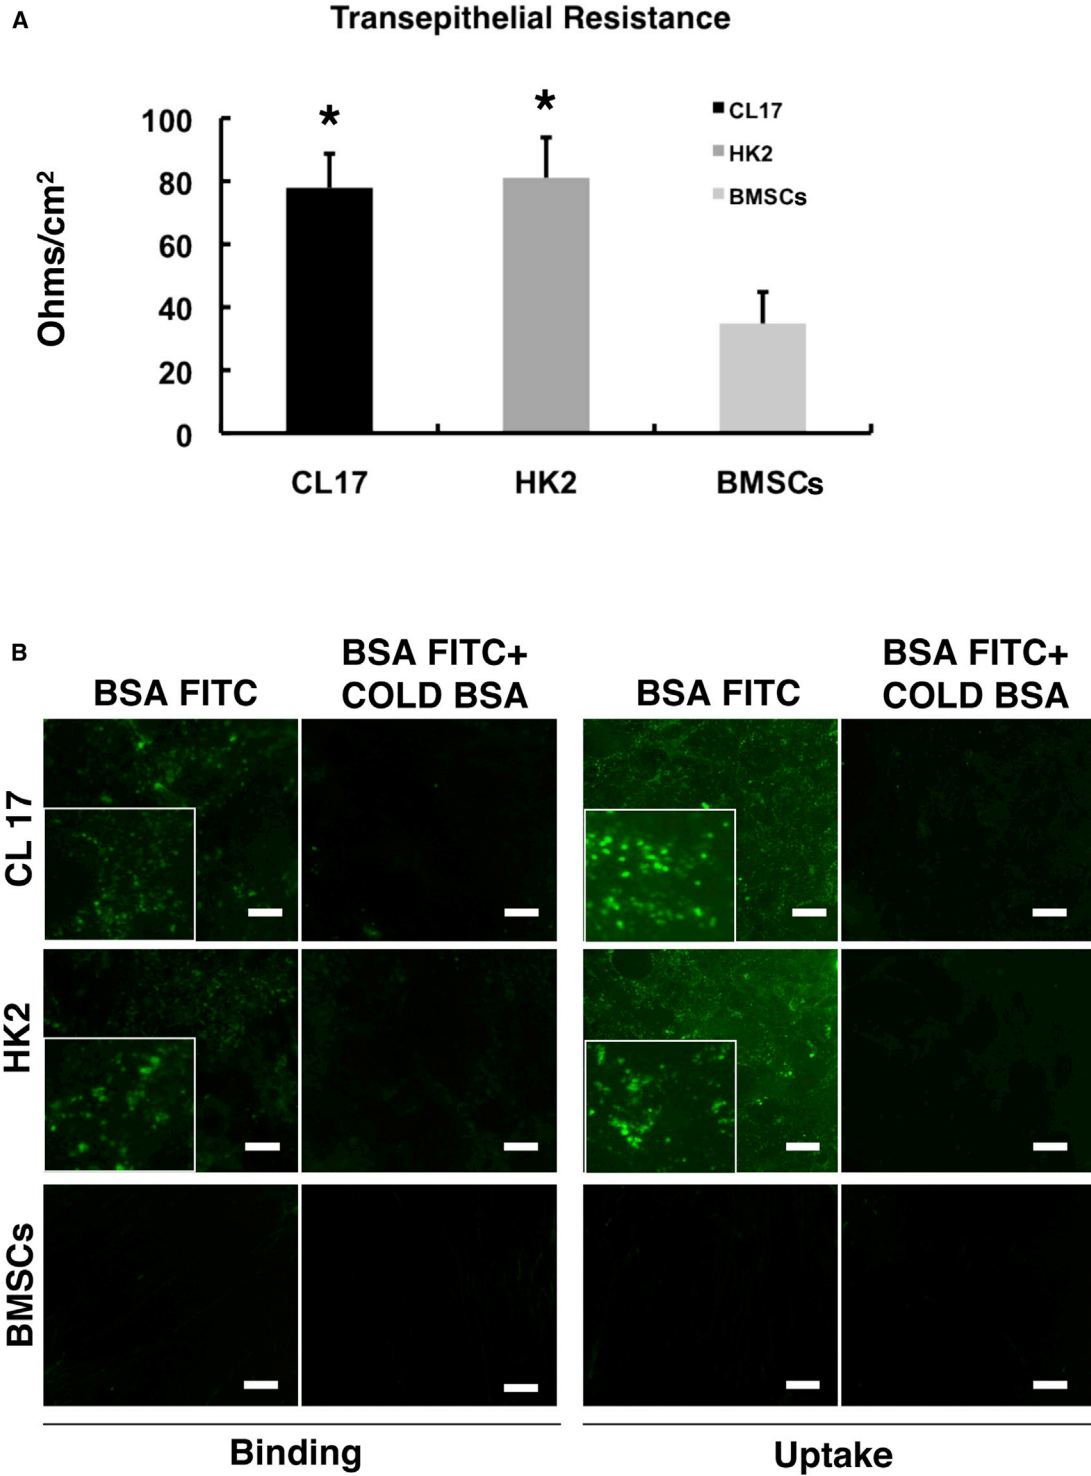 A
Transepithelial Resistance
* *
Ohms/cm²
100
80
60
40
20
0
CL17
HK2
BMSCs
CL17 HK2 BMSCs
B
BSA FITC
BSA FITC+
COLD BSA
BSA FITC
BSA FITC+
COLD BSA
CL 17
HK2
BMSCs
Binding
Uptake